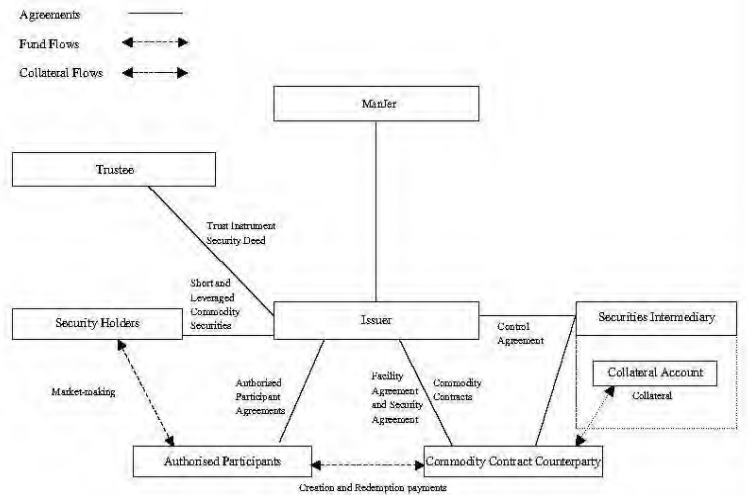 Agreements
Fund Flows
Collateral Flows
ManJer
Trustee
Trust Instrument
Security Deed
Short and
Leveraged
Commodity
Securities
Security Holders
Issuer
Securities Intermediary
Control
Agreement
Collateral Account
Collateral
Market-making
Authorised
Participant
Agreements
Facility
Agreement
and Security
Agreement
Commodity
Contracts
Authorised Participants
Commodity Contract Counterparty
Creation and Redemption payments